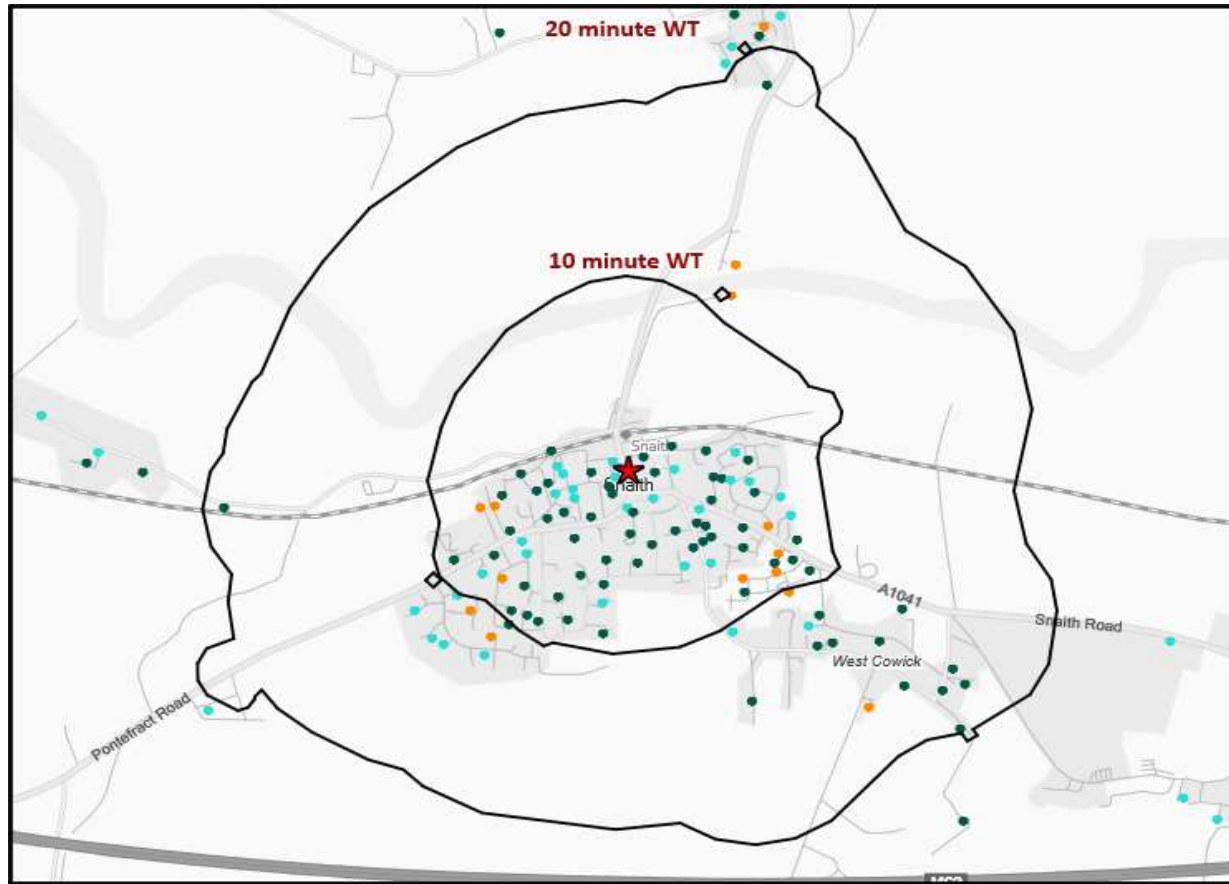 20 minute WT
10 minute WT
Snaith
Snaith
A1041
Snaith Road
West Cowick
Pontefract Road